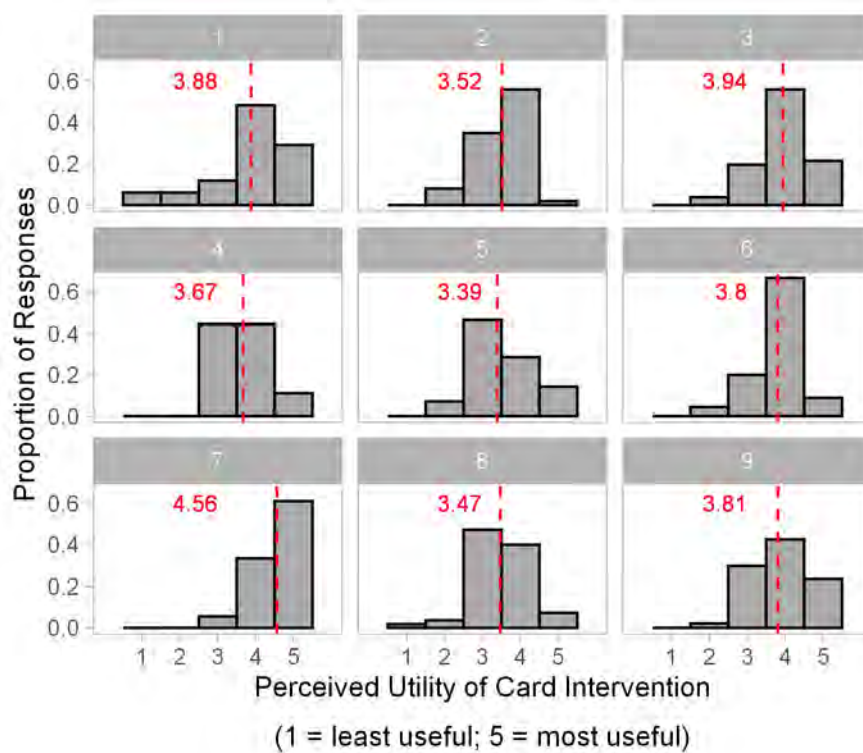 1 2 3
3.88 3.52 3.94
0.6
0.4
0.2
0.0
4 5 6
3.67 3.39 3.8
0.6
0.4
0.2
0.0
7 8 9
4.56 3.47 3.81
0.6
0.4
0.2
0.0
1 2 3 4 5 1 2 3 4 5 1 2 3 4 5
Proportion of Responses
Perceived Utility of Card Intervention
(1 = least useful; 5 = most useful)